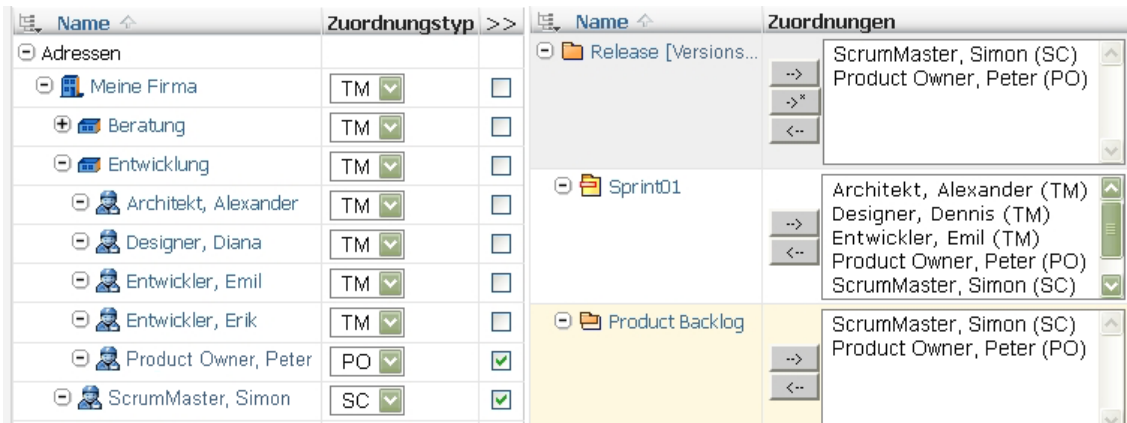 Name Zuordnungstyp >>
Adressen
Meine Firma TM
Beratung TM
Entwicklung TM
Architekt, Alexander TM
Designer, Diana TM
Entwickler, Emil TM
Entwickler, Erik TM
Product Owner, Peter PO
ScrumMaster, Simon SC
Name Zuordnungen
Release [Versions...
-->
->*
<--
ScrumMaster, Simon (SC)
Product Owner, Peter (PO)
Sprint01
-->
<--
Architekt, Alexander (TM)
Designer, Dennis (TM)
Entwickler, Emil (TM)
Product Owner, Peter (PO)
ScrumMaster, Simon (SC)
Product Backlog
-->
<--
ScrumMaster, Simon (SC)
Product Owner, Peter (PO)